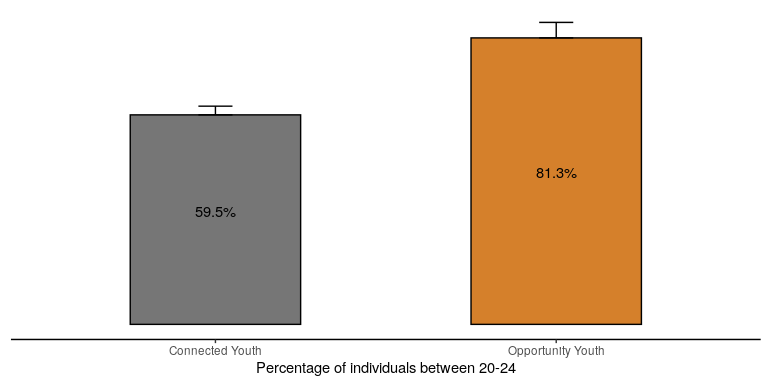 81.3%
59.5%
Connected Youth
Opportunity Youth
Percentage of individuals between 20-24